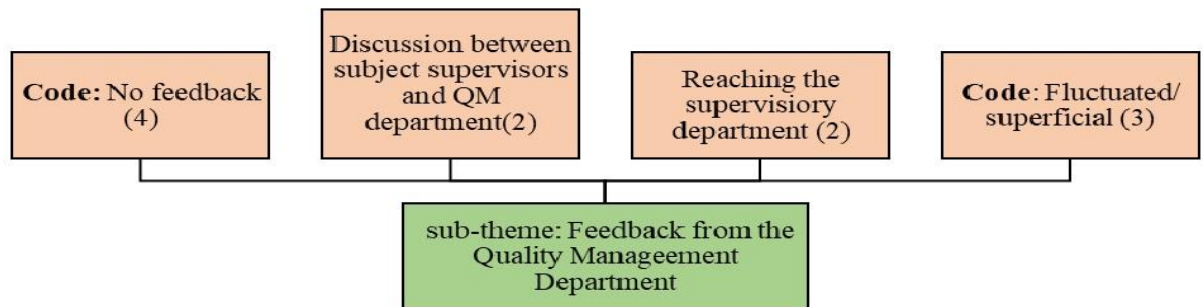 Code: No feedback
(4)
Discussion between
subject supervisors
and QM
department(2)
Reaching the
supervisiory
department (2)
Code: Fluctuated/
superficial (3)
sub-theme: Feedback from the
Quality Manageement
Department